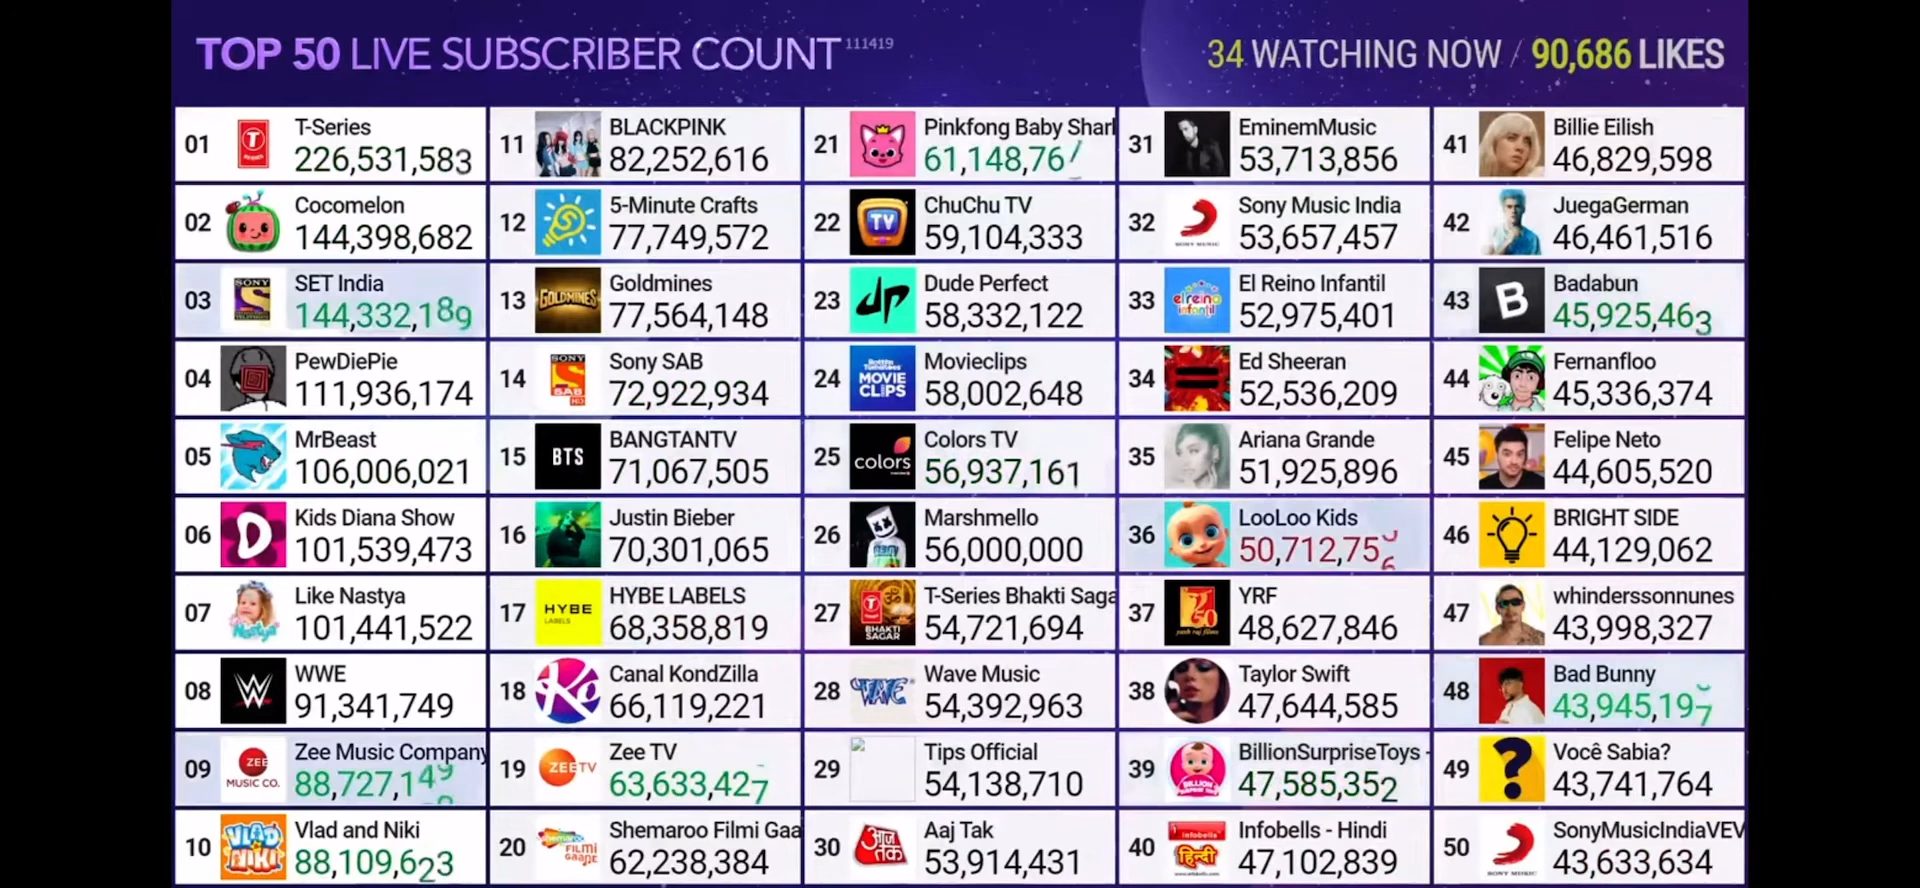 TOP 50 LIVE SUBSCRIBER COUNT 111419
34 WATCHING NOW / 90,686 LIKES
01 T-Series
226,531,583
02 Cocomelon
144,398,682
03 SET India
144,332,189
04 PewDiePie
111,936,174
05 MrBeast
106,006,021
06 Kids Diana Show
101,539,473
07 Like Nastya
101,441,522
08 WWE
91,341,749
09 Zee Music Company
88,727,149
10 Vlad and Niki
88,109,623
11 BLACKPINK
82,252,616
12 5-Minute Crafts
77,749,572
13 Goldmines
77,564,148
14 Sony SAB
72,922,934
15 BANGTANTV
71,067,505
16 Justin Bieber
70,301,065
17 HYBE LABELS
68,358,819
18 Canal KondZilla
66,119,221
19 Zee TV
63,633,427
20 Shemaroo Filmi Gaa
62,238,384
21 Pinkfong Baby Shar
61,148,76
22 ChuChu TV
59,104,333
23 Dude Perfect
58,332,122
24 Movieclips
58,002,648
25 Colors TV
56,937,161
26 Marshmello
56,000,000
27 T-Series Bhakti Saga
54,721,694
28 Wave Music
54,392,963
29 Tips Official
54,138,710
30 Aaj Tak
53,914,431
31 EminemMusic
53,713,856
32 Sony Music India
53,657,457
33 El Reino Infantil
52,975,401
34 Ed Sheeran
52,536,209
35 Ariana Grande
51,925,896
36 LooLoo Kids
50,712,75
37 YRF
48,627,846
38 Taylor Swift
47,644,585
39 BillionSurpriseToys -
47,585,352
40 Infobells - Hindi
47,102,839
41 Billie Eilish
46,829,598
42 JuegaGerman
46,461,516
43 Badabun
45,925,463
44 Fernanfloo
45,336,374
45 Felipe Neto
44,605,520
46 BRIGHT SIDE
44,129,062
47 whinderssonnunes
43,998,327
48 Bad Bunny
43,945,197
49 Você Sabia?
43,741,764
50 SonyMusicIndiaVEV
43,633,634